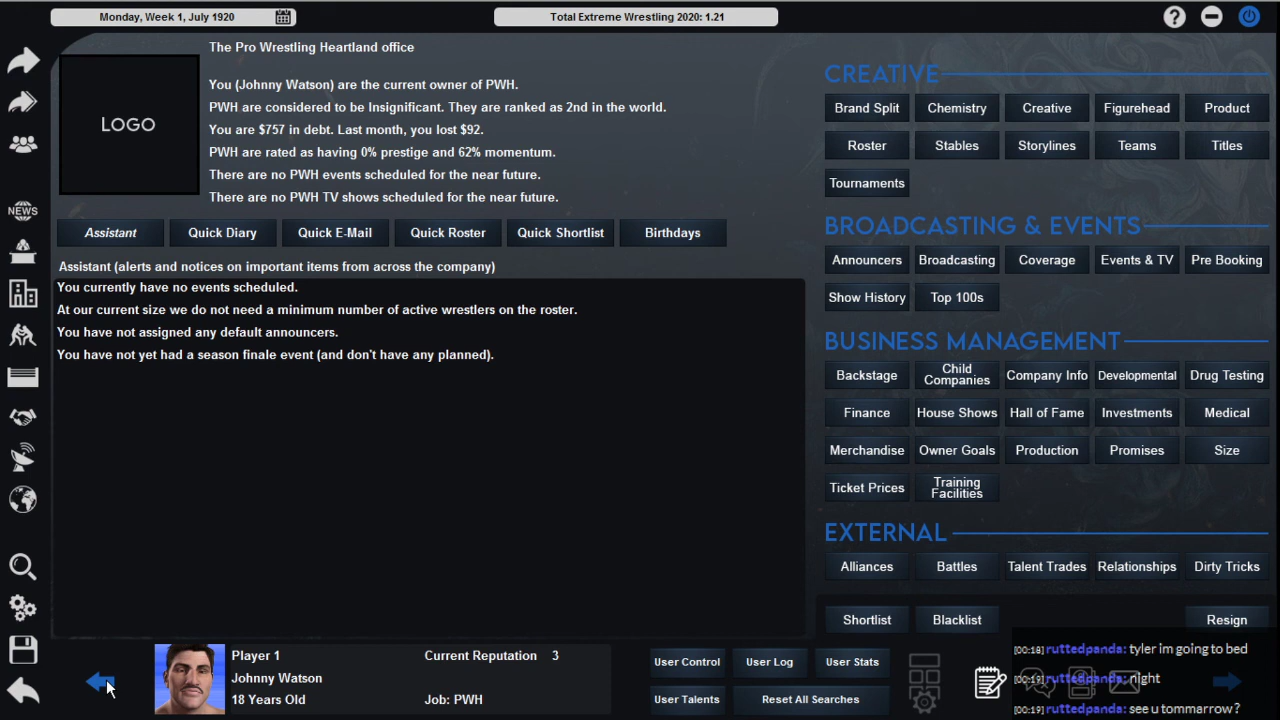 Monday, Week 1, July 1920
Total Extreme Wrestling 2020: 1.21
?
The Pro Wrestling Heartland office
LOGO
You (Johnny Watson) are the current owner of PWH.
PWH are considered to be Insignificant. They are ranked as 2nd in the world.
You are $757 in debt. Last month, you lost $92.
PWH are rated as having 0% prestige and 62% momentum.
There are no PWH events scheduled for the near future.
There are no PWH TV shows scheduled for the near future.
NEWS
Assistant Quick Diary Quick E-Mail Quick Roster Quick Shortlist Birthdays
Assistant (alerts and notices on important items from across the company)
You currently have no events scheduled.
At our current size we do not need a minimum number of active wrestlers on the roster.
You have not assigned any default announcers.
You have not yet had a season finale event (and don't have any planned).
CREATIVE
Brand Split Chemistry Creative Figurehead Product
Roster Stables Storylines Teams Titles
Tournaments
BROADCASTING & EVENTS
Announcers Broadcasting Coverage Events & TV Pre Booking
Show History Top 100s
BUSINESS MANAGEMENT
Backstage Child Companies Company Info Developmental Drug Testing
Finance House Shows Hall of Fame Investments Medical
Merchandise Owner Goals Production Promises Size
Ticket Prices Training Facilities
EXTERNAL
Alliances Battles Talent Trades Relationships Dirty Tricks
Shortlist Blacklist Resign
Player 1 Current Reputation 3
Johnny Watson
18 Years Old Job: PWH
User Control User Log User Stats
User Talents Reset All Searches
[00:18] ruttedpanda: tyler im going to bed
[00:19] ruttedpanda: night
[00:19] ruttedpanda: see u tommarrow?